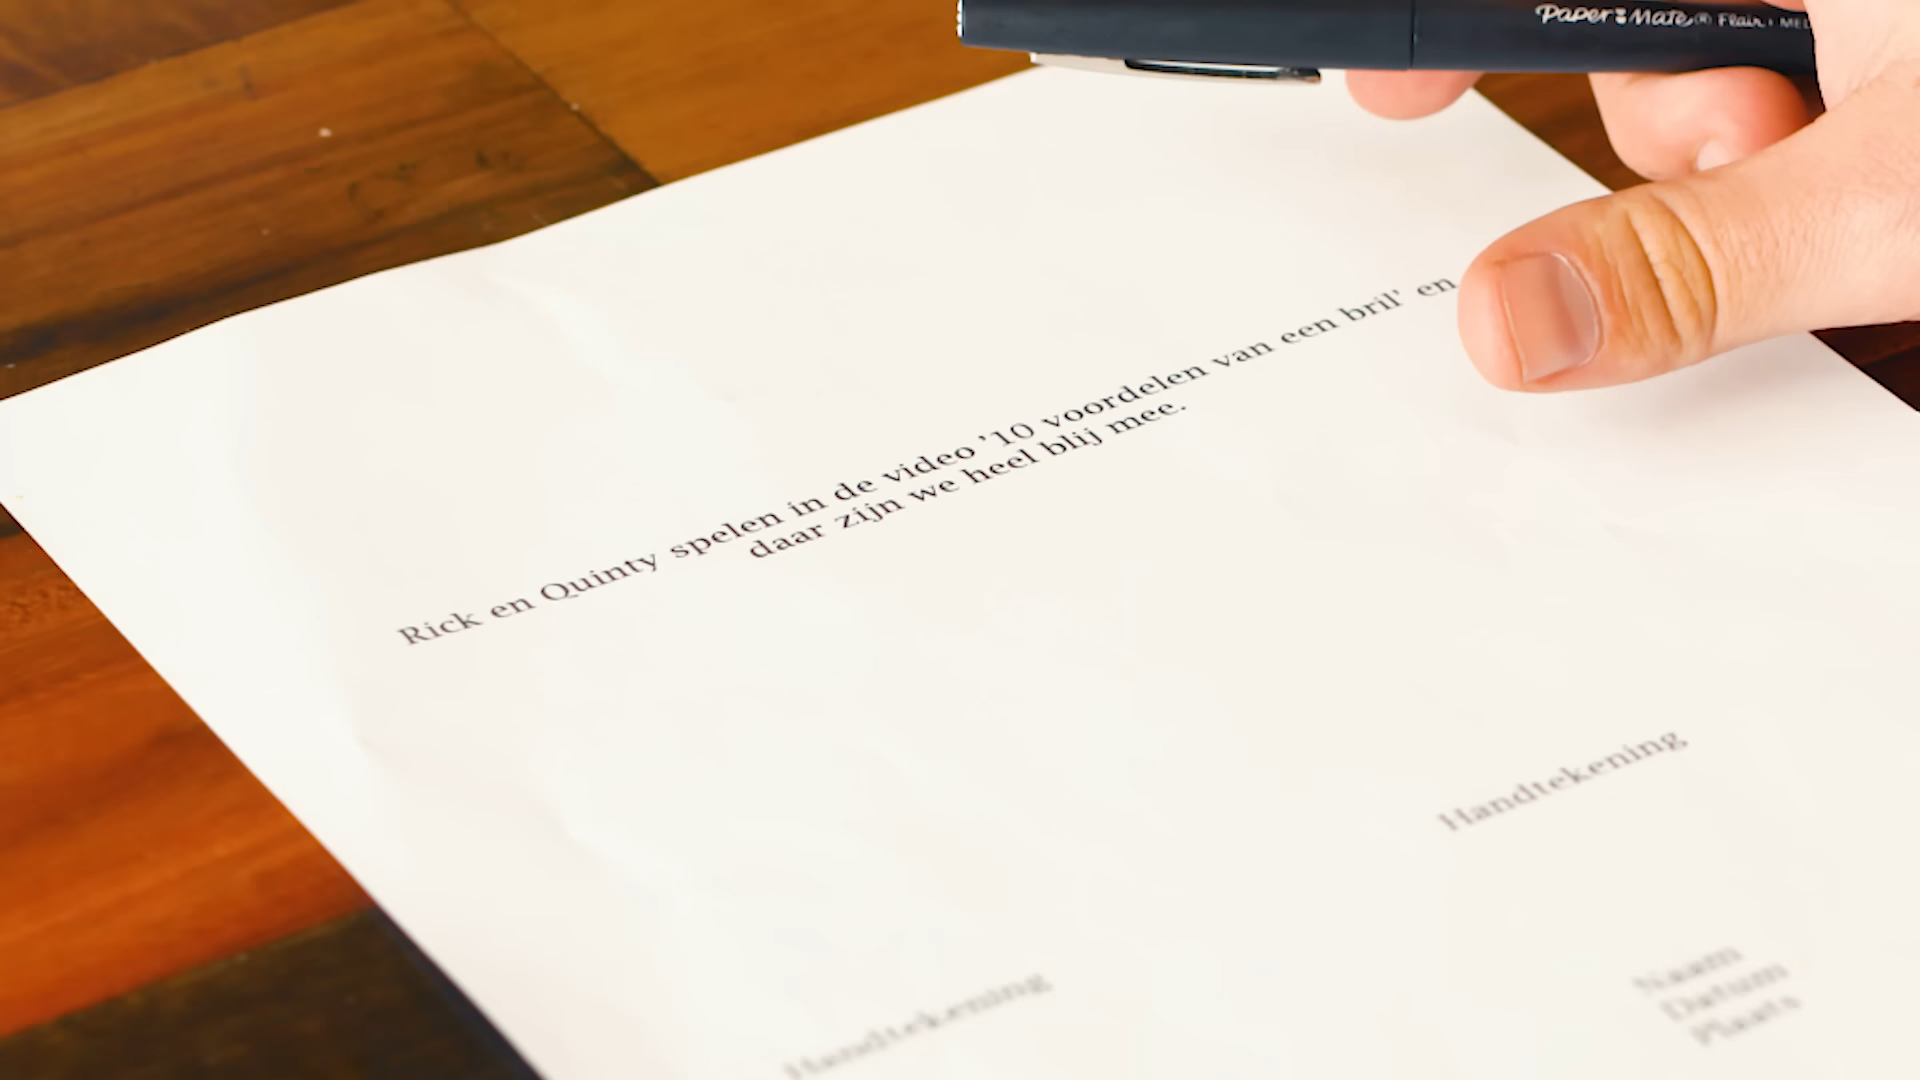 Paper Mate® Flair · MED
Rick en Quinty spelen in de video '10 voordelen van een bril' en
daar zijn we heel blij mee.
Handtekening
Handtekening
Naam
Datum
Plaats